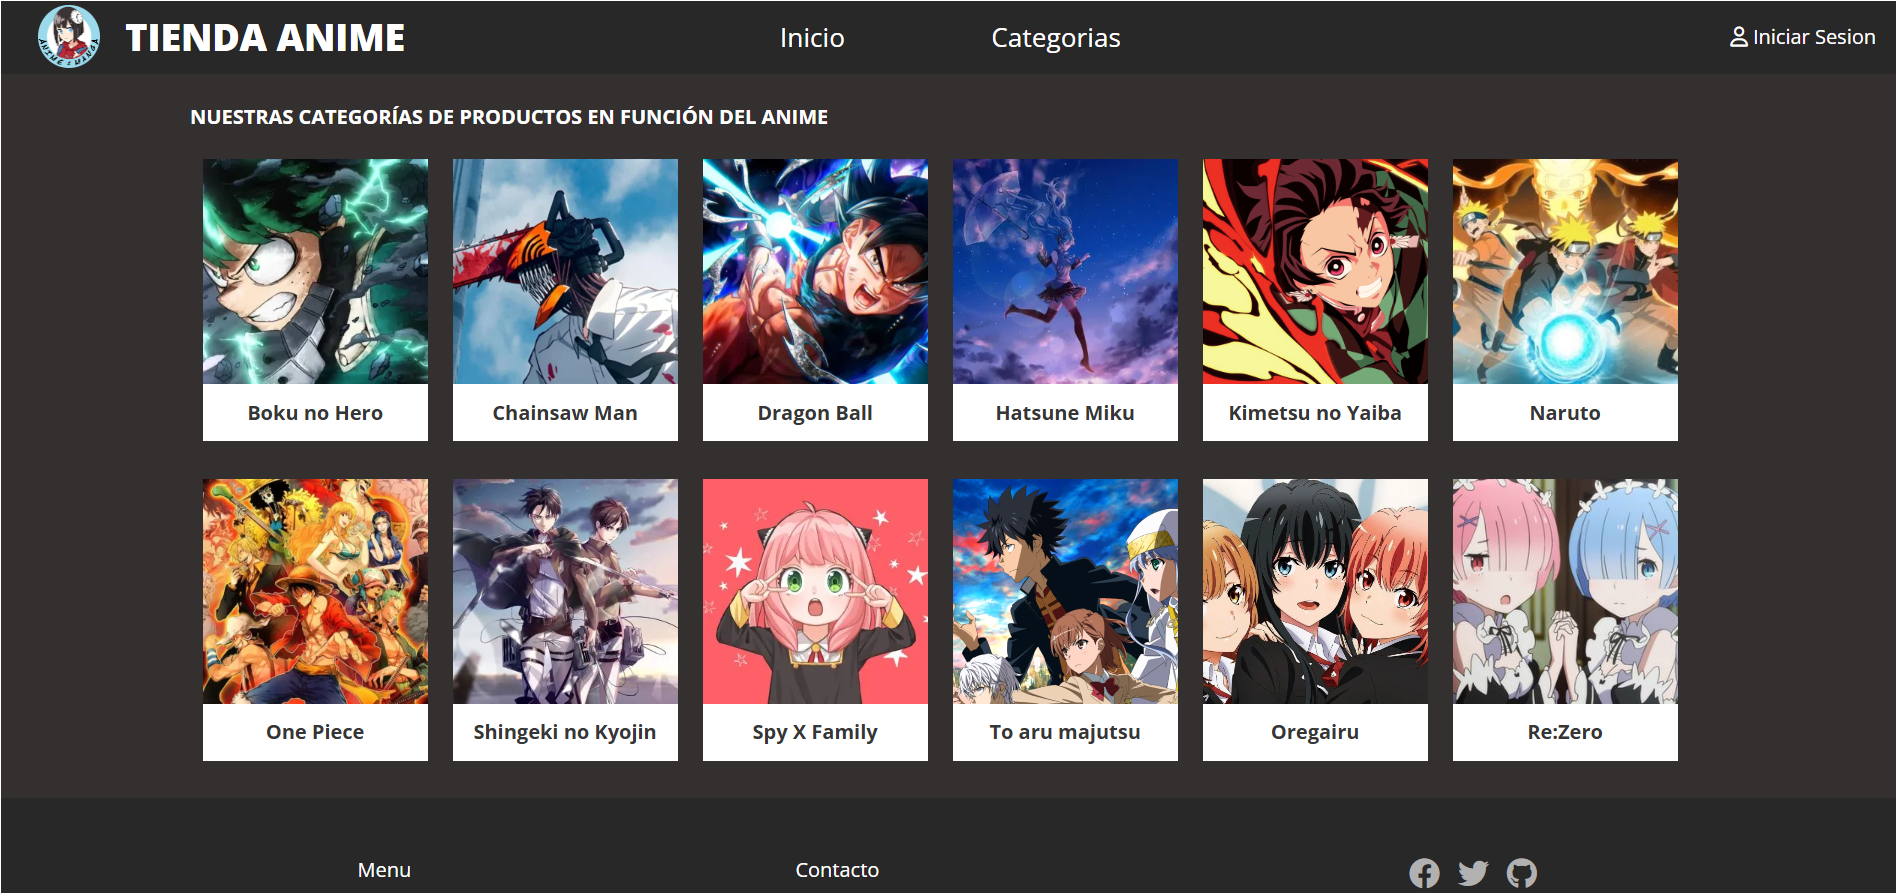 ANIME & MANGA
TIENDA ANIME
Inicio
Categorias
Iniciar Sesion
NUESTRAS CATEGORÍAS DE PRODUCTOS EN FUNCIÓN DEL ANIME
Boku no Hero
Chainsaw Man
Dragon Ball
Hatsune Miku
Kimetsu no Yaiba
Naruto
One Piece
Shingeki no Kyojin
Spy X Family
To aru majutsu
Oregairu
Re:Zero
Menu
Contacto